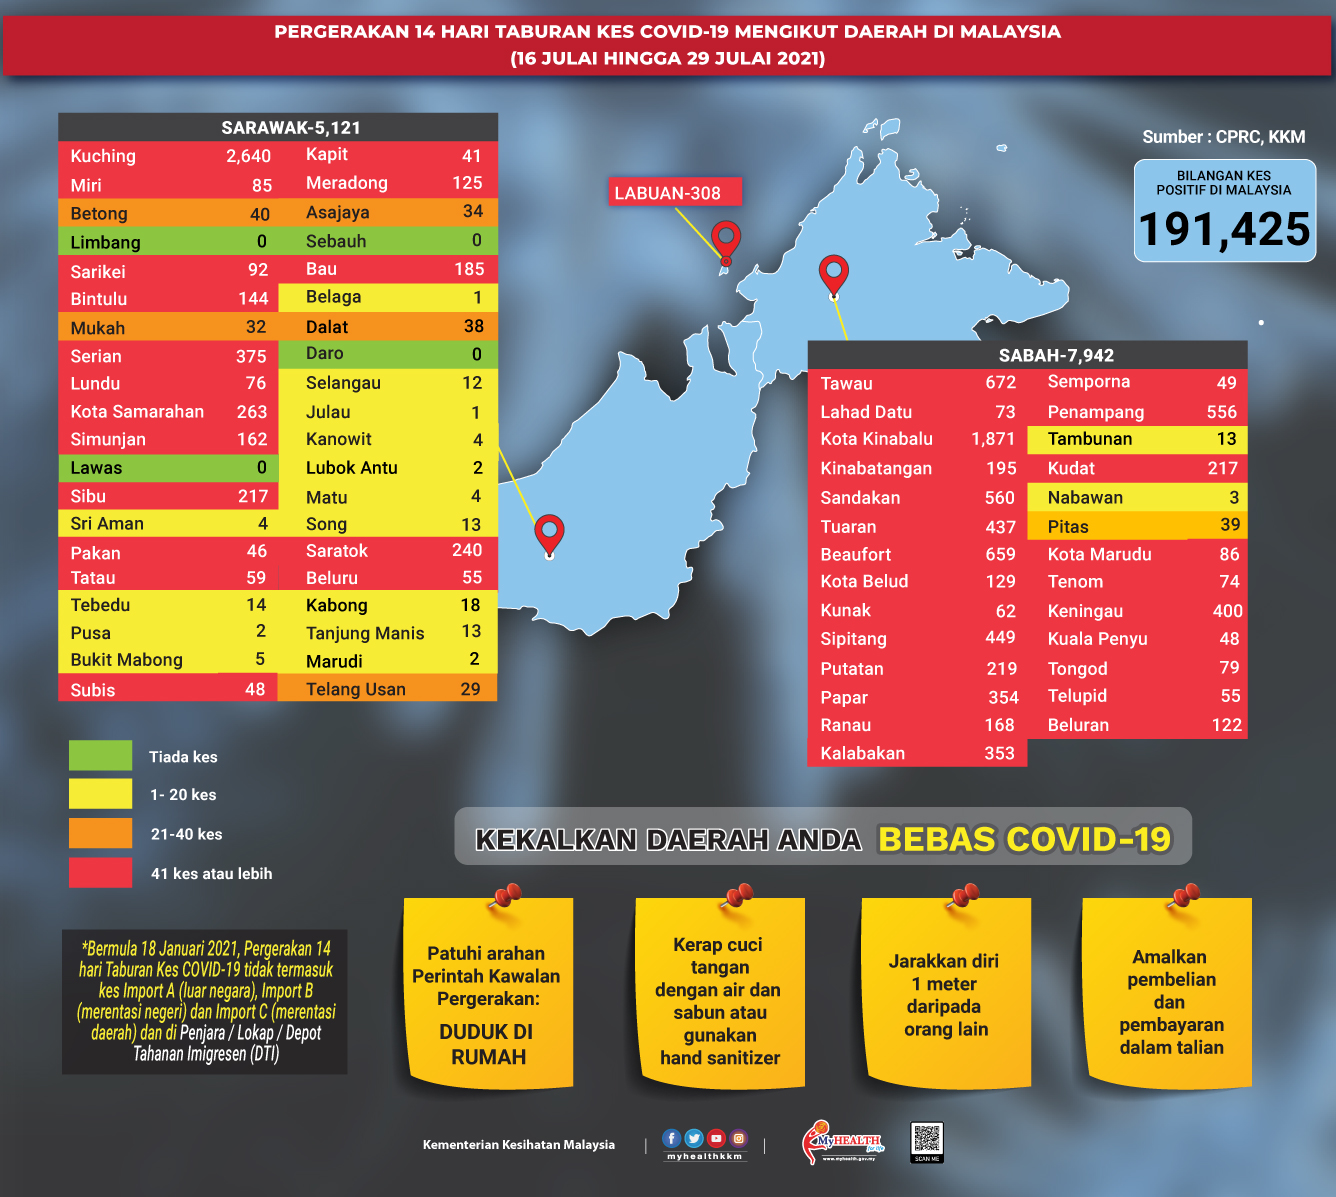 PERGERAKAN 14 HARI TABURAN KES COVID-19 MENGIKUT DAERAH DI MALAYSIA
(16 JULAI HINGGA 29 JULAI 2021)
SARAWAK-5,121
Kuching 2,640 Kapit 41
Miri 85 Meradong 125
Betong 40 Asajaya 34
Limbang 0 Sebauh 0
Sarikei 92 Bau 185
Bintulu 144 Belaga 1
Mukah 32 Dalat 38
Serian 375 Daro 0
Lundu 76 Selangau 12
Kota Samarahan 263 Julau 1
Simunjan 162 Kanowit 4
Lawas 0 Lubok Antu 2
Sibu 217 Matu 4
Sri Aman 4 Song 13
Pakan 46 Saratok 240
Tatau 59 Beluru 55
Tebedu 14 Kabong 18
Pusa 2 Tanjung Manis 13
Bukit Mabong 5 Marudi 2
Subis 48 Telang Usan 29
LABUAN-308
Sumber : CPRC, KKM
BILANGAN KES
POSITIF DI MALAYSIA
191,425
SABAH-7,942
Tawau 672 Semporna 49
Lahad Datu 73 Penampang 556
Kota Kinabalu 1,871 Tambunan 13
Kinabatangan 195 Kudat 217
Sandakan 560 Nabawan 3
Tuaran 437 Pitas 39
Beaufort 659 Kota Marudu 86
Kota Belud 129 Tenom 74
Kunak 62 Keningau 400
Sipitang 449 Kuala Penyu 48
Putatan 219 Tongod 79
Papar 354 Telupid 55
Ranau 168 Beluran 122
Kalabakan 353
Tiada kes
1- 20 kes
21-40 kes
41 kes atau lebih
*Bermula 18 Januari 2021, Pergerakan 14
hari Taburan Kes COVID-19 tidak termasuk
kes Import A (luar negara), Import B
(merentasi negeri) dan Import C (merentasi
daerah) dan di Penjara / Lokap / Depot
Tahanan Imigresen (DTI)
KEKALKAN DAERAH ANDA BEBAS COVID-19
Patuhi arahan
Perintah Kawalan
Pergerakan:
DUDUK DI
RUMAH
Kerap cuci
tangan
dengan air dan
sabun atau
gunakan
hand sanitizer
Jarakkan diri
1 meter
daripada
orang lain
Amalkan
pembelian
dan
pembayaran
dalam talian
Kementerian Kesihatan Malaysia
myhealthkkm
MyHEALTH
for life
www.myhealth.gov.my
SCAN ME